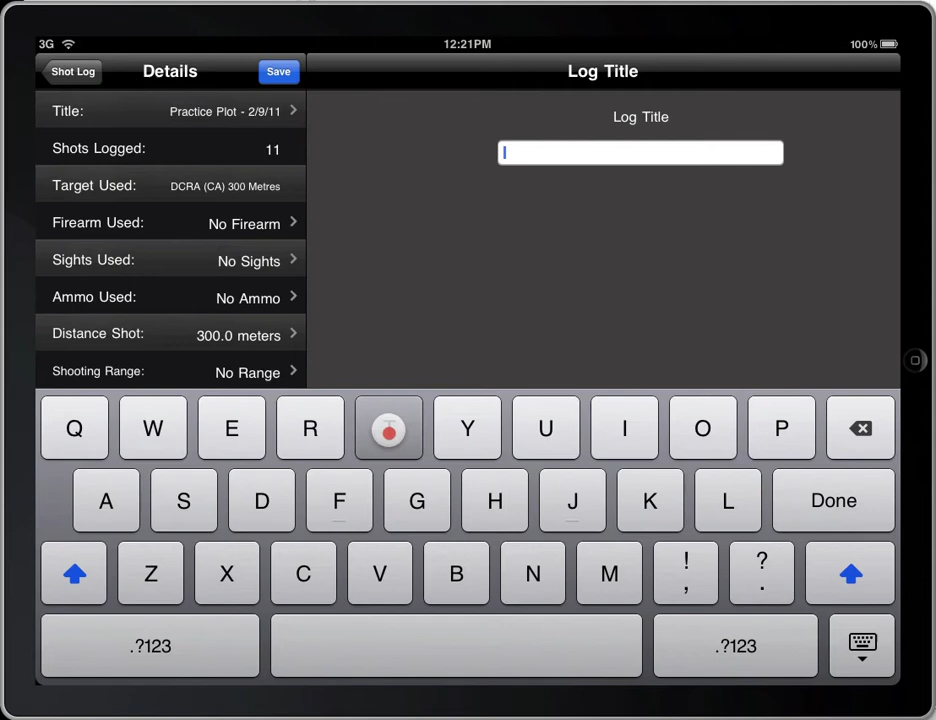 3G 12:21PM 100%
Shot Log Details Save Log Title
Title: Practice Plot - 2/9/11
Shots Logged: 11
Target Used: DCRA (CA) 300 Metres
Firearm Used: No Firearm
Sights Used: No Sights
Ammo Used: No Ammo
Distance Shot: 300.0 meters
Shooting Range: No Range
Log Title
Q W E R T Y U I O P
A S D F G H J K L Done
Z X C V B N M ! , ? .
.?123 .?123